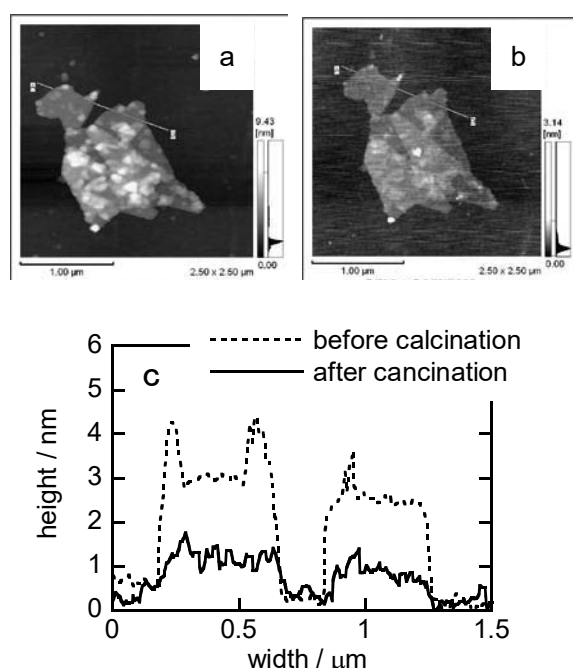 a
9.43
[nm]
0.00
1.00 μm
2.50 x 2.50 μm
b
3.14
[nm]
0.00
1.00 μm
2.50 x 2.50 μm
c
before calcination
after cancination
height / nm
6
5
4
3
2
1
0
0
0.5
1
1.5
width / μm